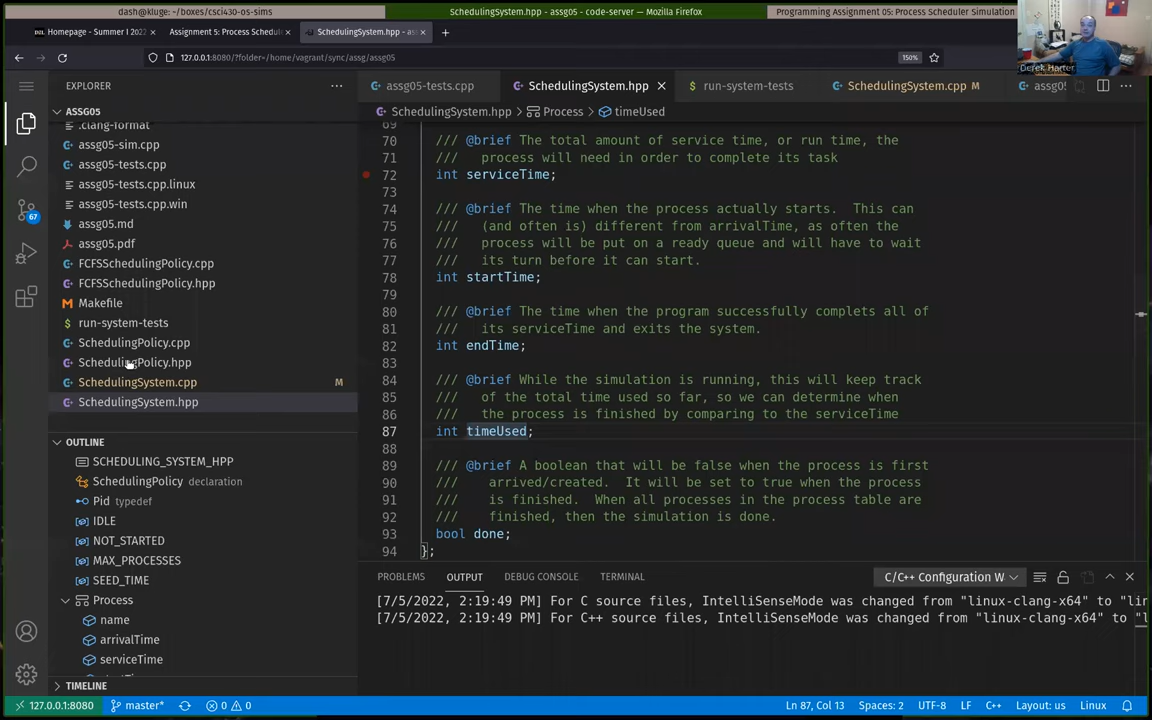 dash@kluge: ~/boxes/csci430-os-sims
SchedulingSystem.hpp - assg05 - code-server — Mozilla Firefox
Programming Assignment 05: Process Scheduler Simulation
Homepage - Summer I 2022
Assignment 5: Process Schedul
SchedulingSystem.hpp - ass
127.0.0.1:8080/?folder=/home/vagrant/sync/assg/assg05
150%
Derek Harter
EXPLORER
ASSG05
.clang-format
assg05-sim.cpp
assg05-tests.cpp
assg05-tests.cpp.linux
assg05-tests.cpp.win
assg05.md
assg05.pdf
FCFSSchedulingPolicy.cpp
FCFSSchedulingPolicy.hpp
Makefile
run-system-tests
SchedulingPolicy.cpp
SchedulingPolicy.hpp
SchedulingSystem.cpp M
SchedulingSystem.hpp
67
OUTLINE
SCHEDULING_SYSTEM_HPP
SchedulingPolicy declaration
Pid typedef
IDLE
NOT_STARTED
MAX_PROCESSES
SEED_TIME
Process
name
arrivalTime
serviceTime
TIMELINE
assg05-tests.cpp
SchedulingSystem.hpp
run-system-tests
SchedulingSystem.cpp M
assg0
SchedulingSystem.hpp > Process > timeUsed
69
70 /// @brief The total amount of service time, or run time, the
71 /// process will need in order to complete its task
72 int serviceTime;
73
74 /// @brief The time when the process actually starts. This can
75 /// (and often is) different from arrivalTime, as often the
76 /// process will be put on a ready queue and will have to wait
77 /// its turn before it can start.
78 int startTime;
79
80 /// @brief The time when the program successfully completes all of
81 /// its serviceTime and exits the system.
82 int endTime;
83
84 /// @brief While the simulation is running, this will keep track
85 /// of the total time used so far, so we can determine when
86 /// the process is finished by comparing to the serviceTime
87 int timeUsed;
88
89 /// @brief A boolean that will be false when the process is first
90 /// arrived/created. It will be set to true when the process
91 /// is finished. When all processes in the process table are
92 /// finished, then the simulation is done.
93 bool done;
94 };
PROBLEMS OUTPUT DEBUG CONSOLE TERMINAL
C/C++ Configuration W
[7/5/2022, 2:19:49 PM] For C source files, IntelliSenseMode was changed from "linux-clang-x64" to "lin
[7/5/2022, 2:19:49 PM] For C++ source files, IntelliSenseMode was changed from "linux-clang-x64" to "l
127.0.0.1:8080 master* 0 0
Ln 87, Col 13 Spaces: 2 UTF-8 LF C++ Layout: us Linux